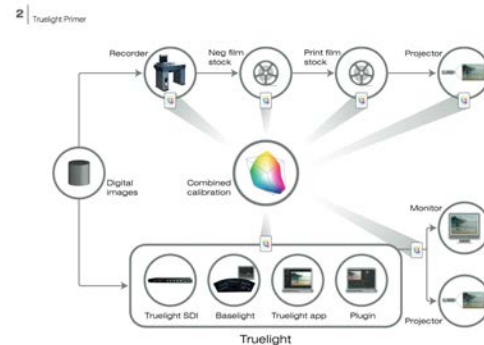 2 | Truelight Primer
Recorder
Neg film
stock
Print film
stock
Projector
Digital
images
Combined
calibration
Monitor
Truelight SDI
Baselight
Truelight app
Plugin
Projector
Truelight